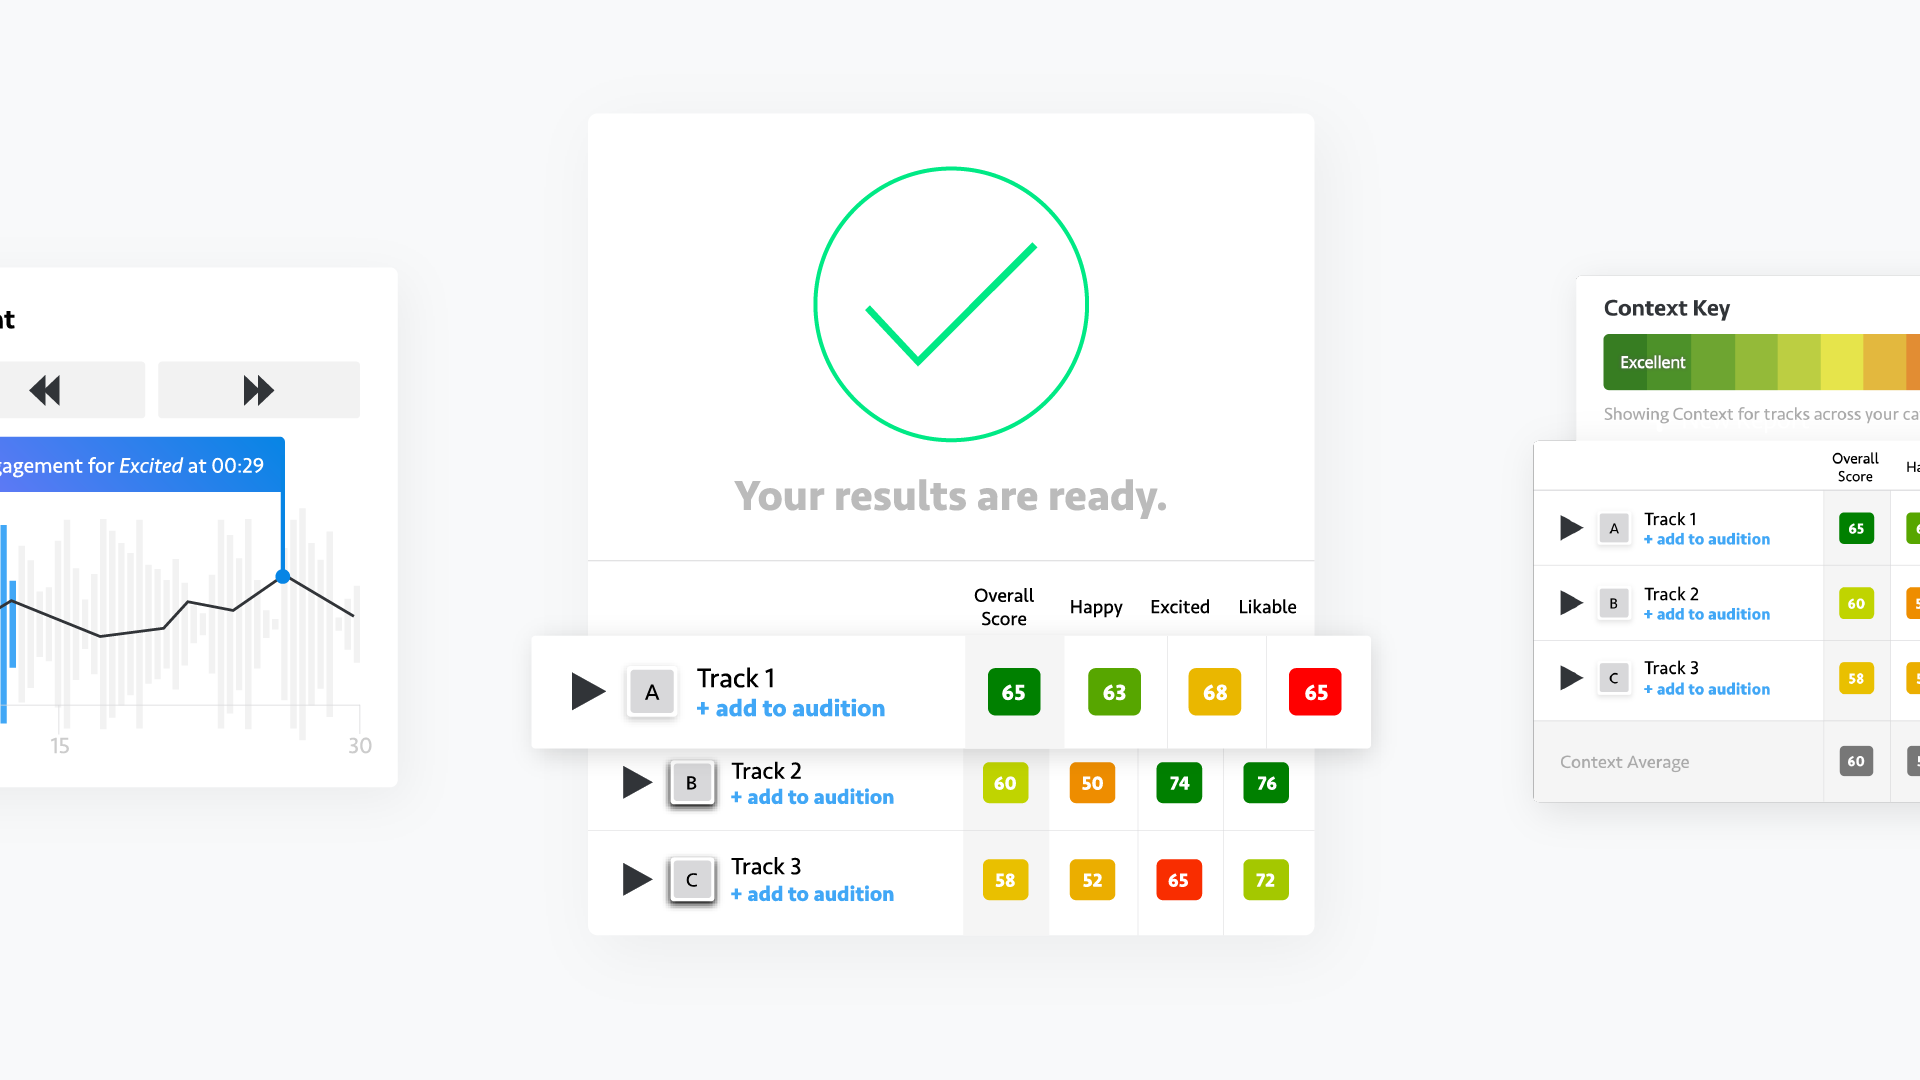 nt
gagement for Excited at 00:29
15 30
Your results are ready.
Overall Score Happy Excited Likable
A Track 1 65 63 68 65
+ add to audition
B Track 2 60 50 74 76
+ add to audition
C Track 3 58 52 65 72
+ add to audition
Context Key
Excellent
Showing Context for tracks across your ca
Overall Score Ha
A Track 1 65 6
+ add to audition
B Track 2 60 5
+ add to audition
C Track 3 58 5
+ add to audition
Context Average 60 5